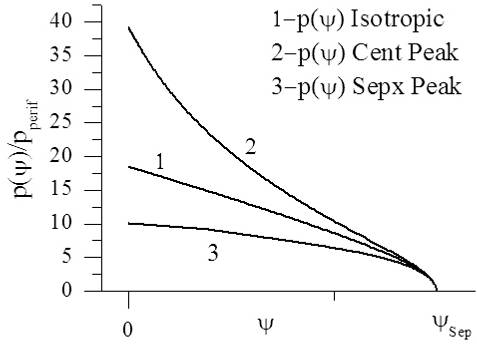 1–p(ψ) Isotropic
2–p(ψ) Cent Peak
3–p(ψ) Sepx Peak
p(ψ)/p_perif
40
35
30
25
20
15
10
5
0
1
2
3
0
ψ
ψ_Sep